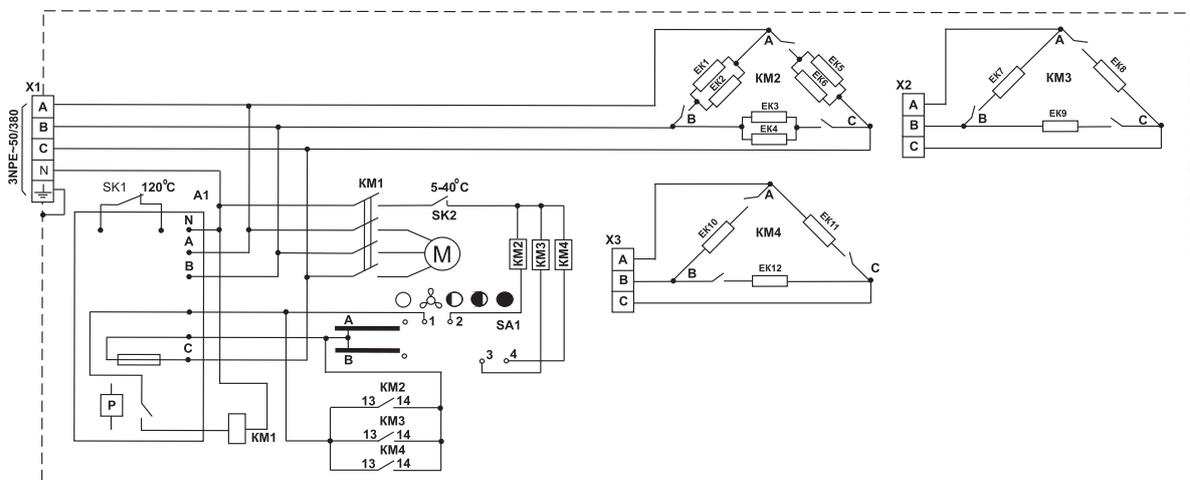 X1
3NPE~50/380
A
B
C
N
A
EK1
EK2
KM2
EK5
EK6
EK3
EK4
B
C
X2
A
B
C
A
EK7
KM3
EK8
B
EK9
C
SK1 120°C
A1
N
A
B
C
KM1
5-40°C
SK2
M
KM2
KM3
KM4
X3
A
B
C
A
EK10
KM4
EK11
B
EK12
C
1
2
SA1
A
B
3
4
P
KM1
KM2
13 14
KM3
13 14
KM4
13 14